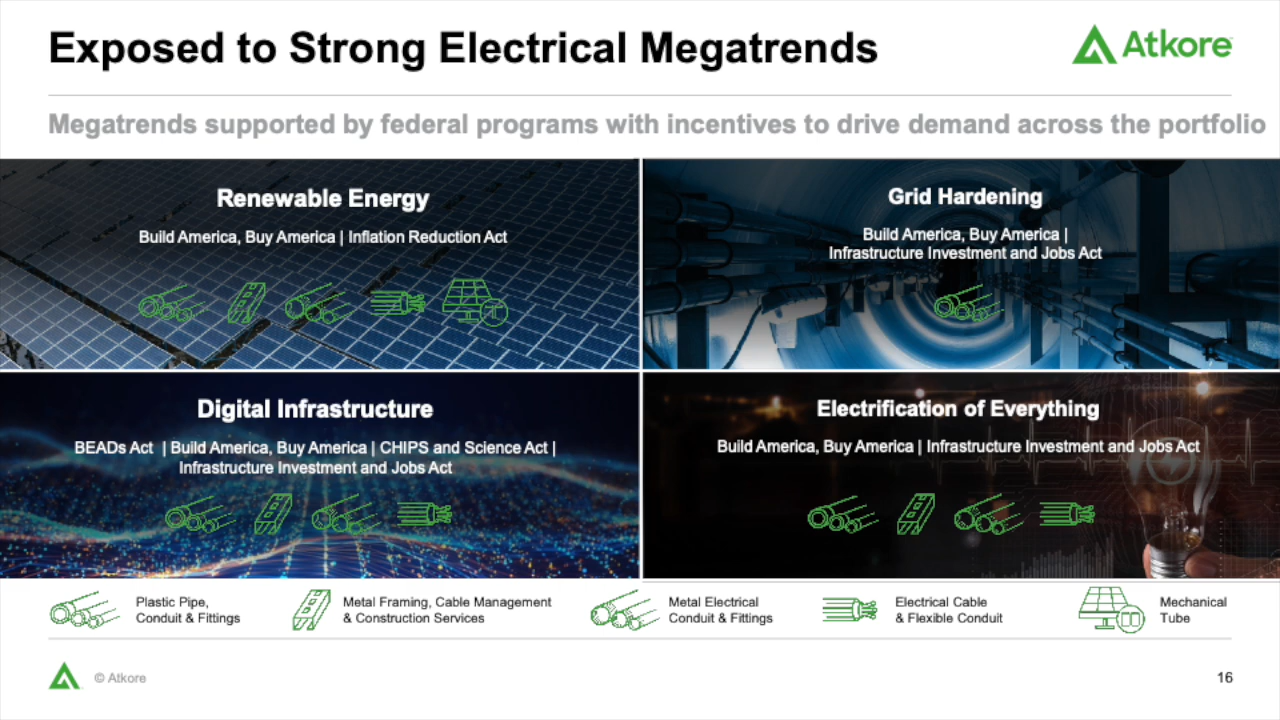 Exposed to Strong Electrical Megatrends
Atkore
Megatrends supported by federal programs with incentives to drive demand across the portfolio
Renewable Energy
Build America, Buy America | Inflation Reduction Act
Grid Hardening
Build America, Buy America |
Infrastructure Investment and Jobs Act
Digital Infrastructure
BEADs Act | Build America, Buy America | CHIPS and Science Act |
Infrastructure Investment and Jobs Act
Electrification of Everything
Build America, Buy America | Infrastructure Investment and Jobs Act
Plastic Pipe,
Conduit & Fittings
Metal Framing, Cable Management
& Construction Services
Metal Electrical
Conduit & Fittings
Electrical Cable
& Flexible Conduit
Mechanical
Tube
© Atkore
16